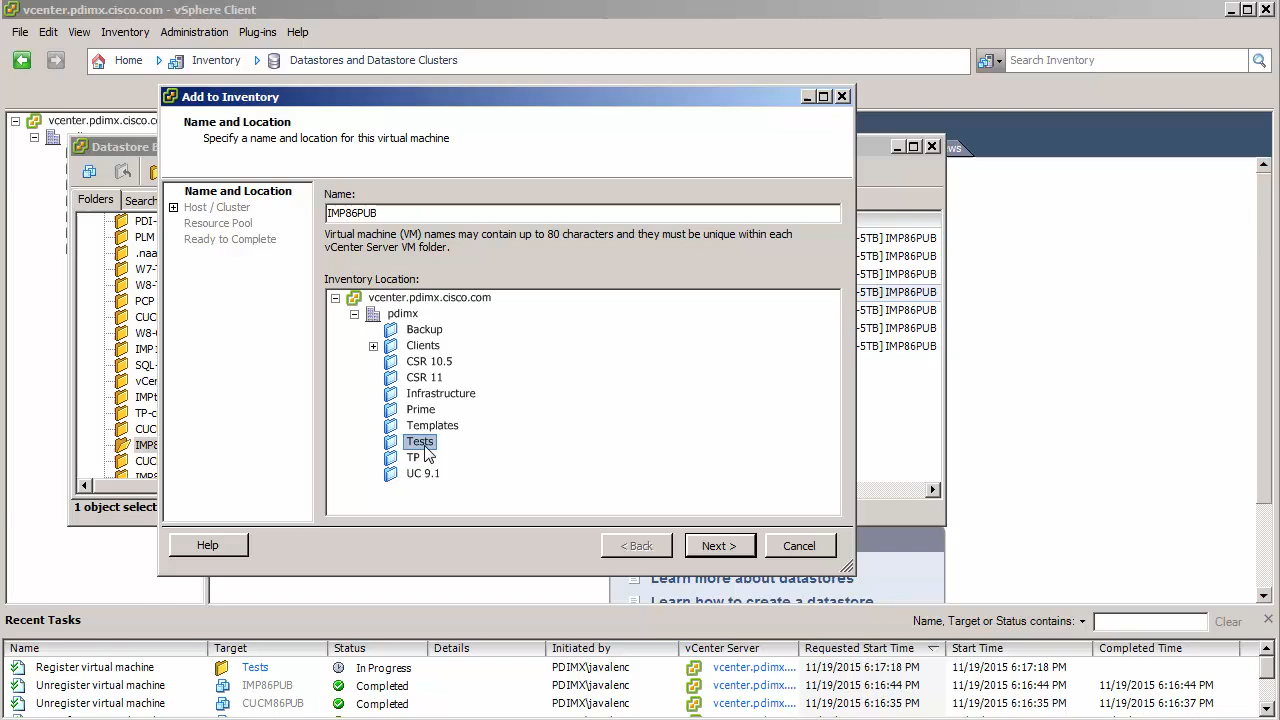 vcenter.pdimx.cisco.com - vSphere Client
File Edit View Inventory Administration Plug-ins Help
Home Inventory Datastores and Datastore Clusters Search Inventory
Add to Inventory
Name and Location
Specify a name and location for this virtual machine
vcenter.pdimx.cisco.co
Datastore
Folders Search
PDI-
PLM
.naa
W7-
W8-
PCP
CUC
W8-
IMP
SQL-
vCe
IMPt
TP-c
CUC
IMP8
CUC
1 object select
Name and Location
Host / Cluster
Resource Pool
Ready to Complete
Name:
IMP86PUB
Virtual machine (VM) names may contain up to 80 characters and they must be unique within each
vCenter Server VM folder.
Inventory Location:
vcenter.pdimx.cisco.com
pdimx
Backup
Clients
CSR 10.5
CSR 11
Infrastructure
Prime
Templates
Tests
TP
UC 9.1
Help < Back Next > Cancel
ws
-5TB] IMP86PUB
-5TB] IMP86PUB
-5TB] IMP86PUB
-5TB] IMP86PUB
-5TB] IMP86PUB
-5TB] IMP86PUB
-5TB] IMP86PUB
Learn more about datastores
Learn how to create a datastore
Recent Tasks Name, Target or Status contains: Clear
Name Target Status Details Initiated by vCenter Server Requested Start Time Start Time Completed Time
Register virtual machine Tests In Progress PDIMX\javalenc vcenter.pdimx.... 11/19/2015 6:17:18 PM 11/19/2015 6:17:18 PM
Unregister virtual machine IMP86PUB Completed PDIMX\javalenc vcenter.pdimx.... 11/19/2015 6:16:44 PM 11/19/2015 6:16:44 PM 11/19/2015 6:16:44 PM
Unregister virtual machine CUCM86PUB Completed PDIMX\javalenc vcenter.pdimx.... 11/19/2015 6:16:35 PM 11/19/2015 6:16:35 PM 11/19/2015 6:16:37 PM